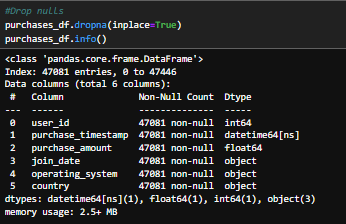 #Drop nulls
purchases_df.dropna(inplace=True)
purchases_df.info()
<class 'pandas.core.frame.DataFrame'>
Index: 47081 entries, 0 to 47446
Data columns (total 6 columns):
 #   Column              Non-Null Count  Dtype
---  ------              --------------  -----
 0   user_id             47081 non-null  int64
 1   purchase_timestamp  47081 non-null  datetime64[ns]
 2   purchase_amount     47081 non-null  float64
 3   join_date           47081 non-null  object
 4   operating_system    47081 non-null  object
 5   country             47081 non-null  object
dtypes: datetime64[ns](1), float64(1), int64(1), object(3)
memory usage: 2.5+ MB